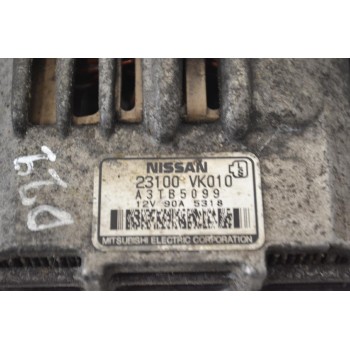 NISSAN
23100 VK010
A3TB5099
12V 90A 5318
MITSUBISHI ELECTRIC CORPORATION